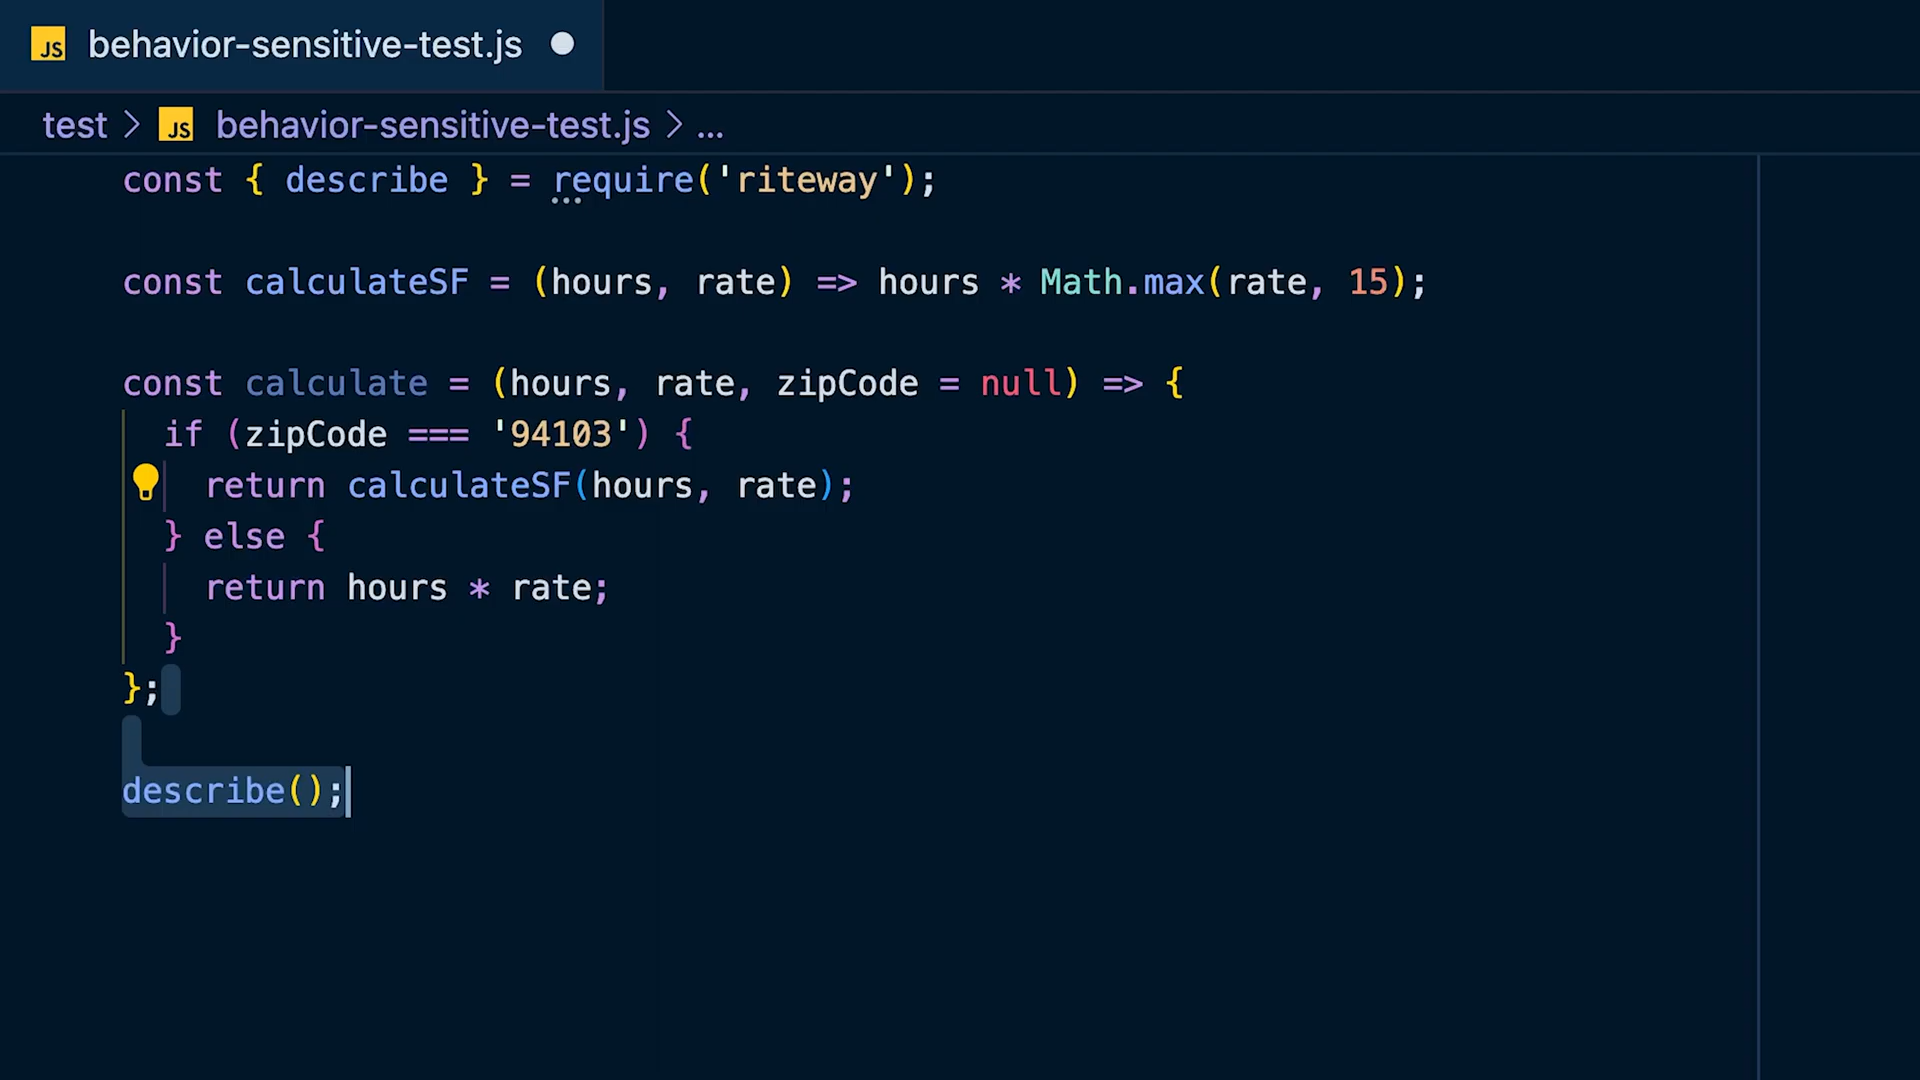 JS behavior-sensitive-test.js
test > JS behavior-sensitive-test.js > ...
const { describe } = require('riteway');
const calculateSF = (hours, rate) => hours * Math.max(rate, 15);
const calculate = (hours, rate, zipCode = null) => {
  if (zipCode === '94103') {
    return calculateSF(hours, rate);
  } else {
    return hours * rate;
  }
};
describe();